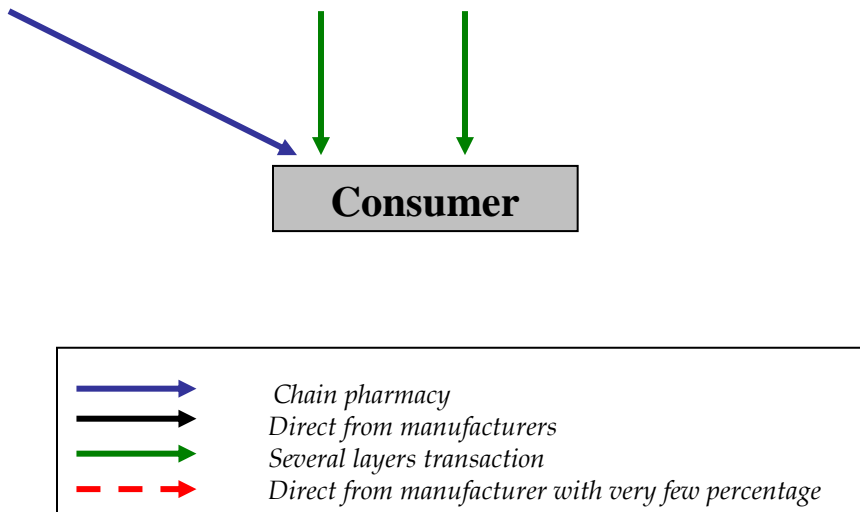 Consumer
Chain pharmacy
Direct from manufacturers
Several layers transaction
Direct from manufacturer with very few percentage